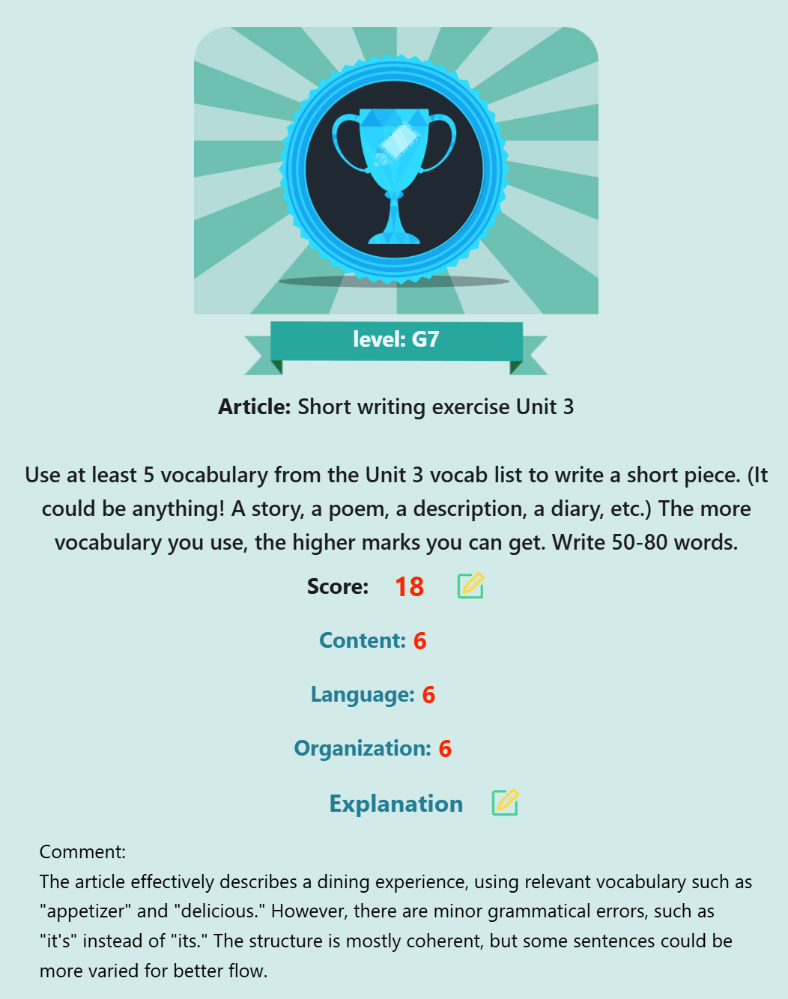 level: G7
Article: Short writing exercise Unit 3
Use at least 5 vocabulary from the Unit 3 vocab list to write a short piece. (It
could be anything! A story, a poem, a description, a diary, etc.) The more
vocabulary you use, the higher marks you can get. Write 50-80 words.
Score: 18
Content: 6
Language: 6
Organization: 6
Explanation
Comment:
The article effectively describes a dining experience, using relevant vocabulary such as
"appetizer" and "delicious." However, there are minor grammatical errors, such as
"it's" instead of "its." The structure is mostly coherent, but some sentences could be
more varied for better flow.